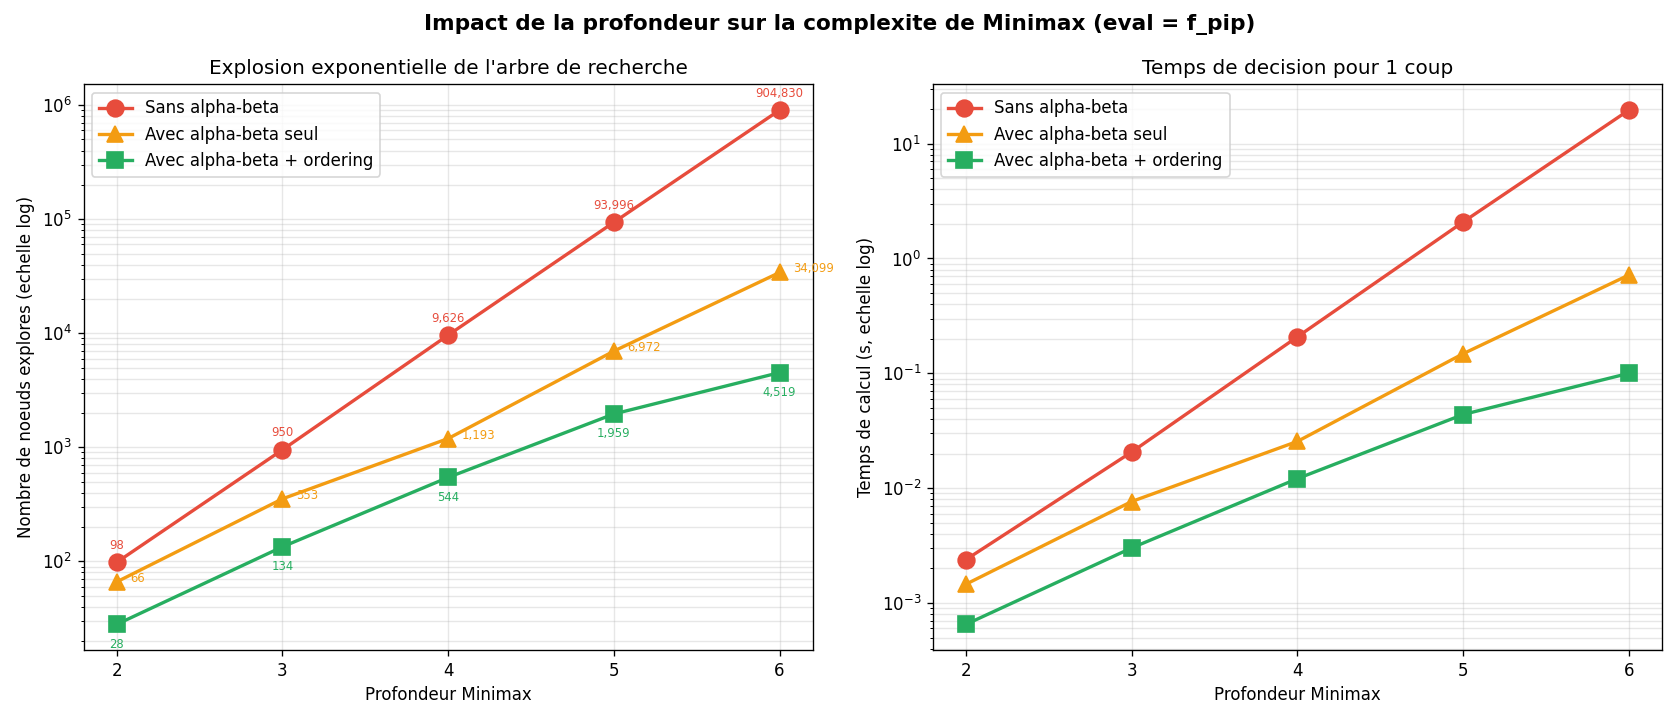 Impact de la profondeur sur la complexite de Minimax (eval = f_pip)
Explosion exponentielle de l'arbre de recherche
Sans alpha-beta
Avec alpha-beta seul
Avec alpha-beta + ordering
Nombre de noeuds explores (echelle log)
10^6
10^5
10^4
10^3
10^2
904,830
93,996
34,099
9,626
6,972
4,519
950
1,193
1,959
353
544
98
134
66
28
2 3 4 5 6
Profondeur Minimax
Temps de decision pour 1 coup
Sans alpha-beta
Avec alpha-beta seul
Avec alpha-beta + ordering
Temps de calcul (s, echelle log)
10^1
10^0
10^−1
10^−2
10^−3
2 3 4 5 6
Profondeur Minimax